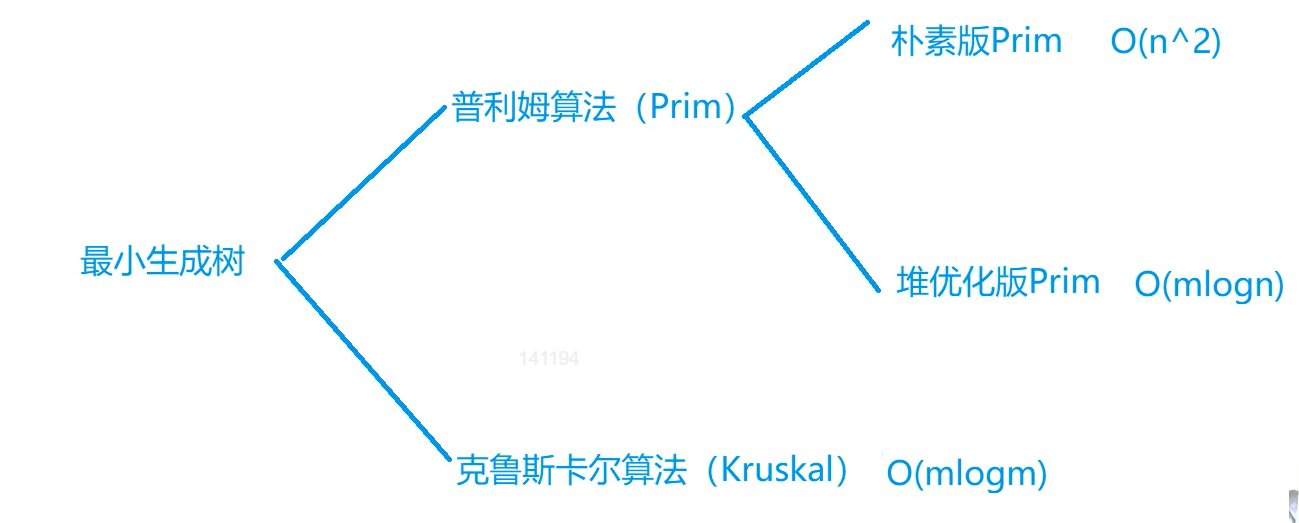 朴素版Prim O(n^2)
普利姆算法（Prim）
最小生成树
堆优化版Prim O(mlogn)
141194
克鲁斯卡尔算法（Kruskal） O(mlogm)